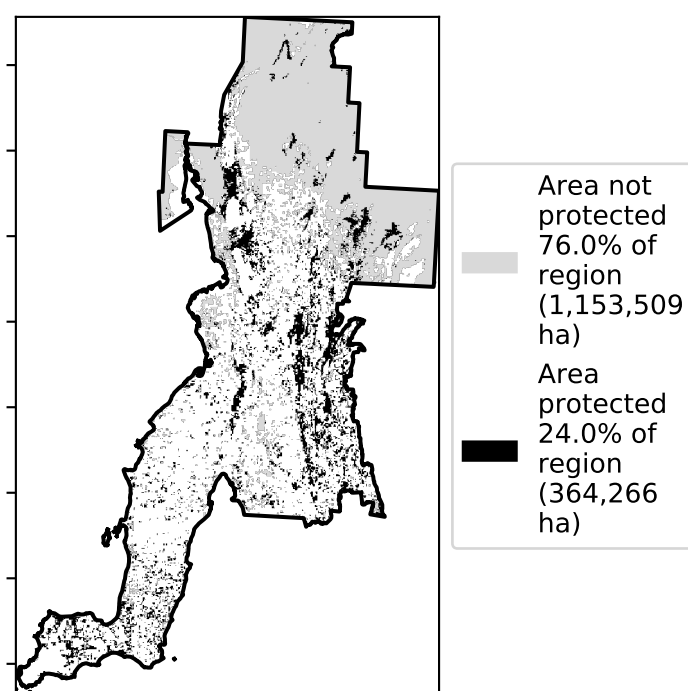 Area not
protected
76.0% of
region
(1,153,509
ha)
Area
protected
24.0% of
region
(364,266
ha)